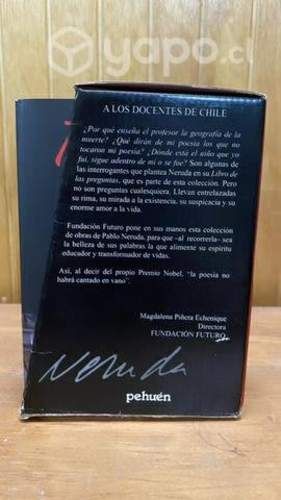 yapo.cl
A LOS DOCENTES DE CHILE
¿Por qué enseña el profesor la geografía de la
muerte? ¿Qué dirán de mi poesía los que no
tocaron mi poesía? ¿Dónde está el niño que yo
fui, sigue adentro de mi o se fue? Son algunas de
las interrogantes que plantea Neruda en su Libro de
las preguntas, que es parte de esta colección. Pero
no son preguntas cualesquiera. Llevan entrelazadas
su rima, su mirada a la existencia, su suspicacia y su
enorme amor a la vida.
Fundación Futuro pone en sus manos esta colección
de obras de Pablo Neruda, para que -al recorrerla- sea
la belleza de sus palabras la que alimente su espíritu
educador y transformador de vidas.
Así, al decir del propio Premio Nobel, "la poesía no
habrá cantado en vano".
Magdalena Piñera Echenique
Directora
FUNDACIÓN FUTURO
Neruda
pehuén